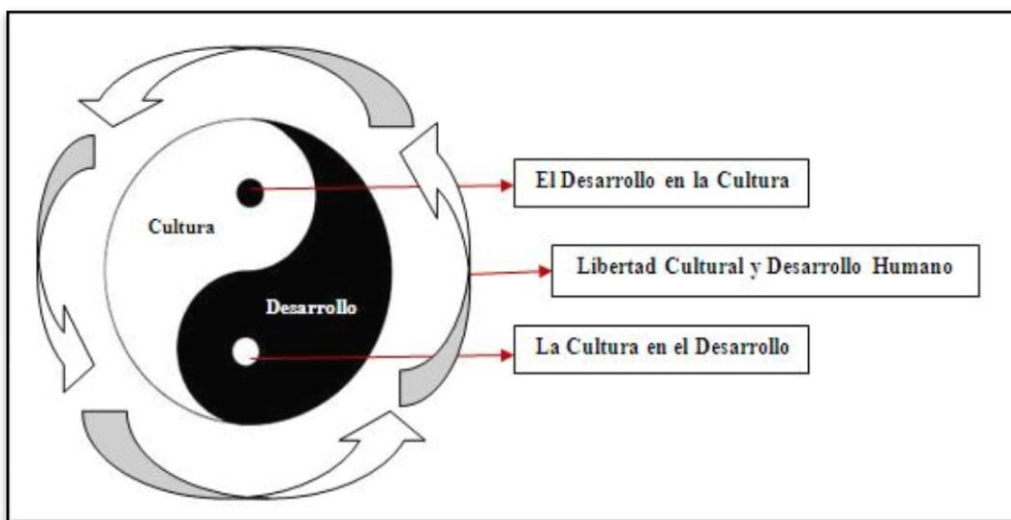 El Desarrollo en la Cultura
Cultura
Libertad Cultural y Desarrollo Humano
Desarrollo
La Cultura en el Desarrollo